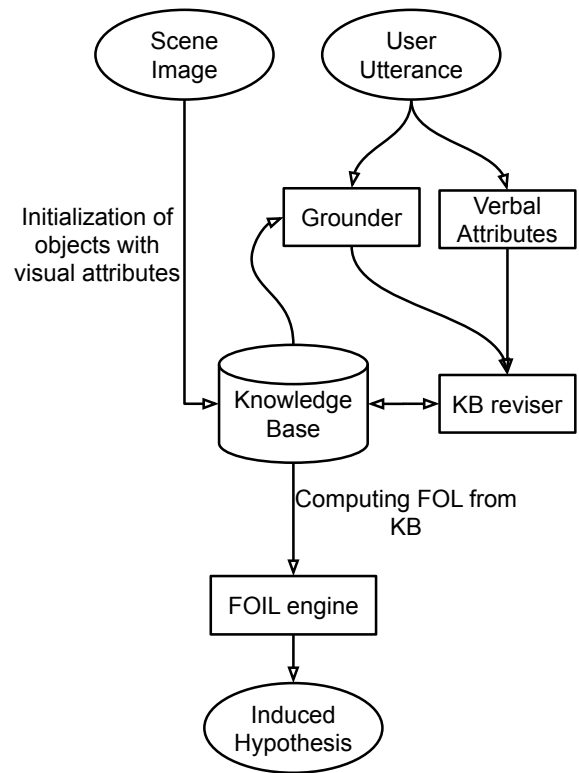 Scene
Image
User
Utterance
Grounder
Verbal
Attributes
Initialization of
objects with
visual attributes
Knowledge
Base
KB reviser
Computing FOL from
KB
FOIL engine
Induced
Hypothesis